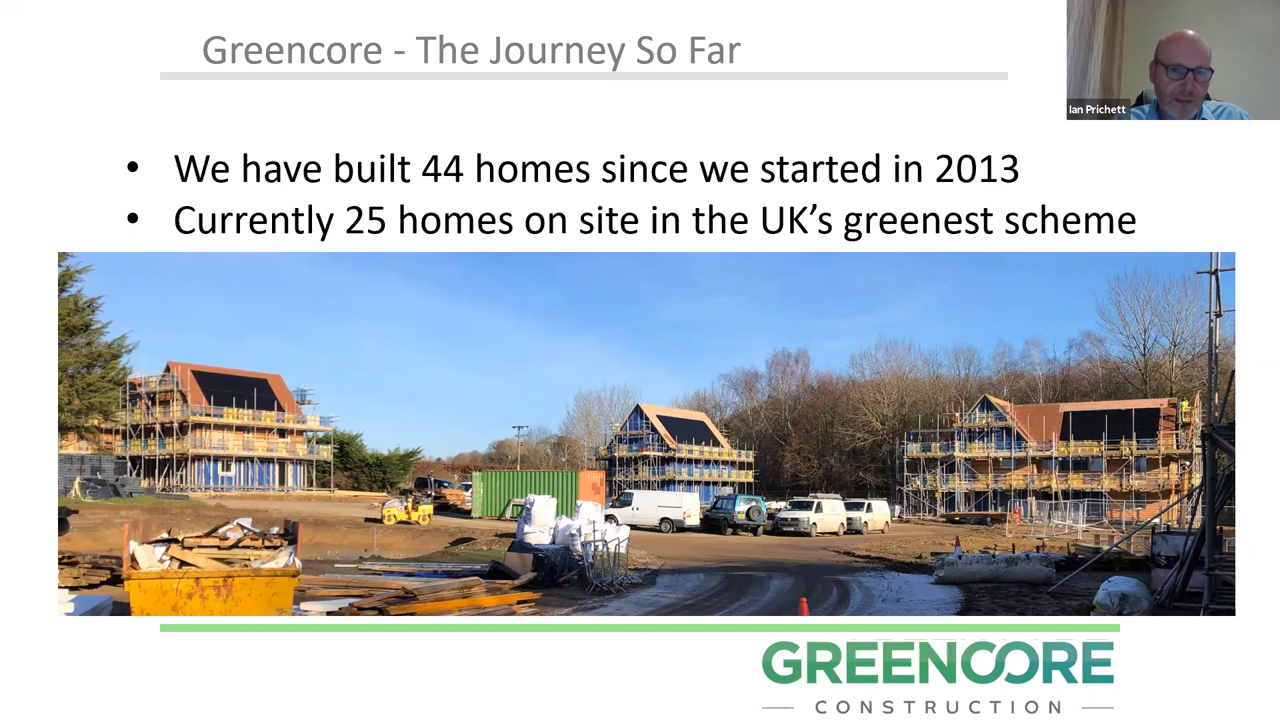 Greencore - The Journey So Far
Ian Prichett
• We have built 44 homes since we started in 2013
• Currently 25 homes on site in the UK’s greenest scheme
GREENCORE
CONSTRUCTION